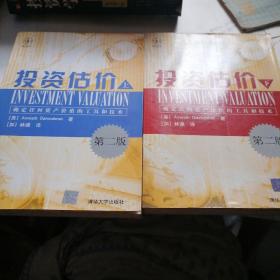 投资估价 上
INVESTMENT VALUATION
确定任何资产价值的工具和技术
[美] Aswath Damodaran 著
[加] 林谦 译
第二版
清华大学出版社
投资估价 下
INVESTMENT VALUATION
确定任何资产价值的工具和技术
[美] Aswath Damodaran 著
[加] 林谦 译
第二版